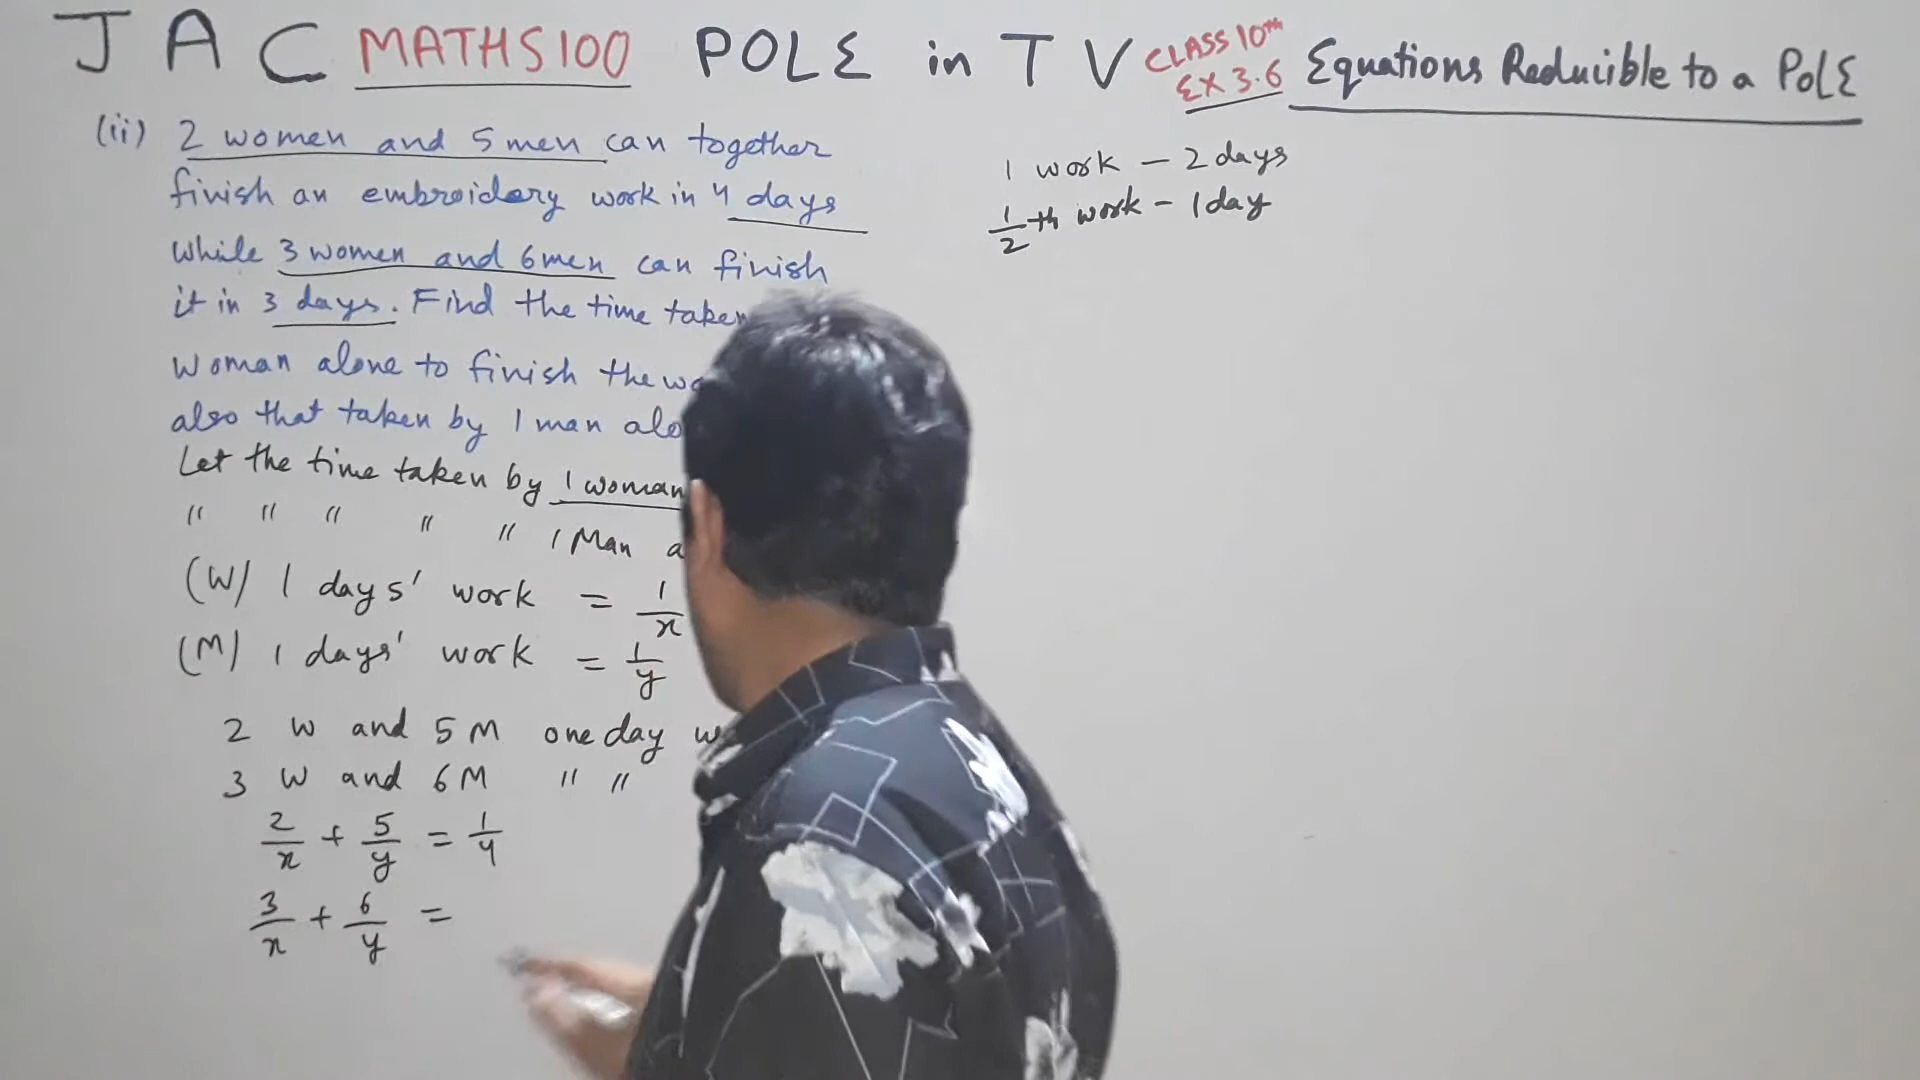 JAC MATHS100 POLE in TV CLASS 10th EX 3.6 Equations Reducible to a POLE
(ii) 2 women and 5 men can together
finish an embroidery work in 4 days
While 3 women and 6 men can finish
it in 3 days. Find the time taken
Woman alone to finish the
also that taken by 1 man
Let the time taken by 1 woman
" " " " " 1 Man
(W) 1 days' work = 1/x
(M) 1 days' work = 1/y
2 W and 5 M one day
3 W and 6 M " "
2/x + 5/y = 1/4
3/x + 6/y =
1 work - 2 days
1/2 th work - 1 day